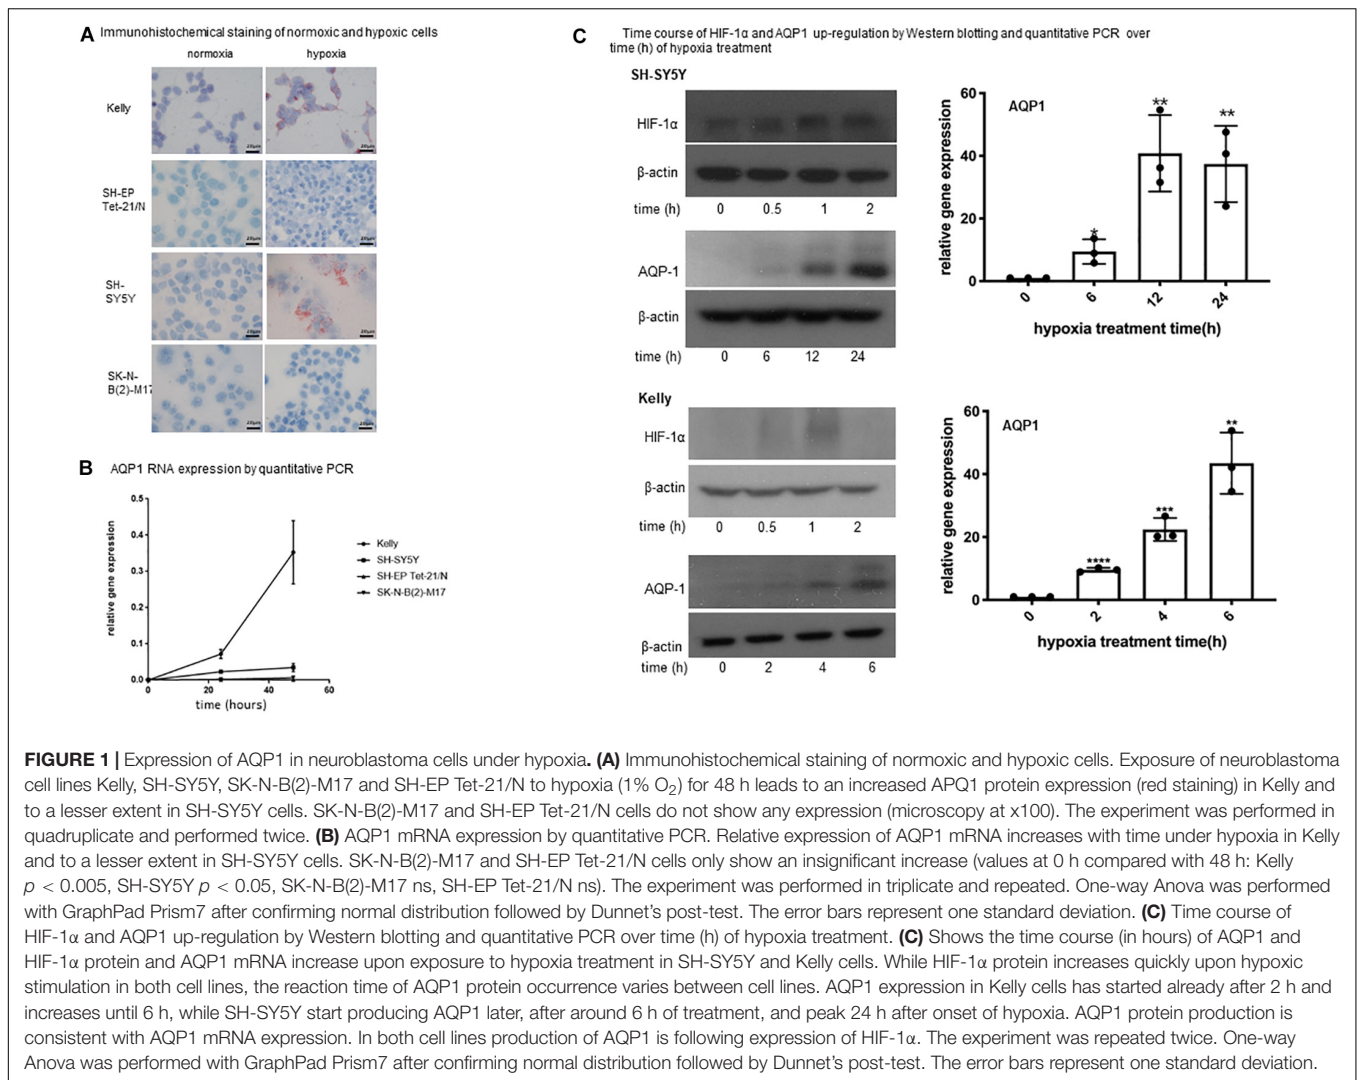 A Immunohistochemical staining of normoxic and hypoxic cells
normoxia hypoxia
Kelly
20µm 20µm
SH-EP
Tet-21/N
20µm 20µm
SH-
SY5Y
20µm 20µm
SK-N-
B(2)-M17
20µm 20µm
B AQP1 RNA expression by quantitative PCR
relative gene expression
0.5
0.4
0.3
0.2
0.1
0.0
0 20 40 60
time (hours)
Kelly
SH-SY5Y
SH-EP Tet-21/N
SK-N-B(2)-M17
C Time course of HIF-1α and AQP1 up-regulation by Western blotting and quantitative PCR over
time (h) of hypoxia treatment
SH-SY5Y
HIF-1α
β-actin
time (h) 0 0.5 1 2
AQP-1
β-actin
time (h) 0 6 12 24
AQP1
relative gene expression
60
40
20
0
* ** **
0 6 12 24
hypoxia treatment time(h)
Kelly
HIF-1α
β-actin
time (h) 0 0.5 1 2
AQP-1
β-actin
time (h) 0 2 4 6
AQP1
relative gene expression
60
40
20
0
**** *** **
0 2 4 6
hypoxia treatment time(h)
FIGURE 1 | Expression of AQP1 in neuroblastoma cells under hypoxia. (A) Immunohistochemical staining of normoxic and hypoxic cells. Exposure of neuroblastoma
cell lines Kelly, SH-SY5Y, SK-N-B(2)-M17 and SH-EP Tet-21/N to hypoxia (1% O₂) for 48 h leads to an increased APQ1 protein expression (red staining) in Kelly and
to a lesser extent in SH-SY5Y cells. SK-N-B(2)-M17 and SH-EP Tet-21/N cells do not show any expression (microscopy at x100). The experiment was performed in
quadruplicate and performed twice. (B) AQP1 mRNA expression by quantitative PCR. Relative expression of AQP1 mRNA increases with time under hypoxia in Kelly
and to a lesser extent in SH-SY5Y cells. SK-N-B(2)-M17 and SH-EP Tet-21/N cells only show an insignificant increase (values at 0 h compared with 48 h: Kelly
p < 0.005, SH-SY5Y p < 0.05, SK-N-B(2)-M17 ns, SH-EP Tet-21/N ns). The experiment was performed in triplicate and repeated. One-way Anova was performed
with GraphPad Prism7 after confirming normal distribution followed by Dunnet's post-test. The error bars represent one standard deviation. (C) Time course of
HIF-1α and AQP1 up-regulation by Western blotting and quantitative PCR over time (h) of hypoxia treatment. (C) Shows the time course (in hours) of AQP1 and
HIF-1α protein and AQP1 mRNA increase upon exposure to hypoxia treatment in SH-SY5Y and Kelly cells. While HIF-1α protein increases quickly upon hypoxic
stimulation in both cell lines, the reaction time of AQP1 protein occurrence varies between cell lines. AQP1 expression in Kelly cells has started already after 2 h and
increases until 6 h, while SH-SY5Y start producing AQP1 later, after around 6 h of treatment, and peak 24 h after onset of hypoxia. AQP1 protein production is
consistent with AQP1 mRNA expression. In both cell lines production of AQP1 is following expression of HIF-1α. The experiment was repeated twice. One-way
Anova was performed with GraphPad Prism7 after confirming normal distribution followed by Dunnet's post-test. The error bars represent one standard deviation.